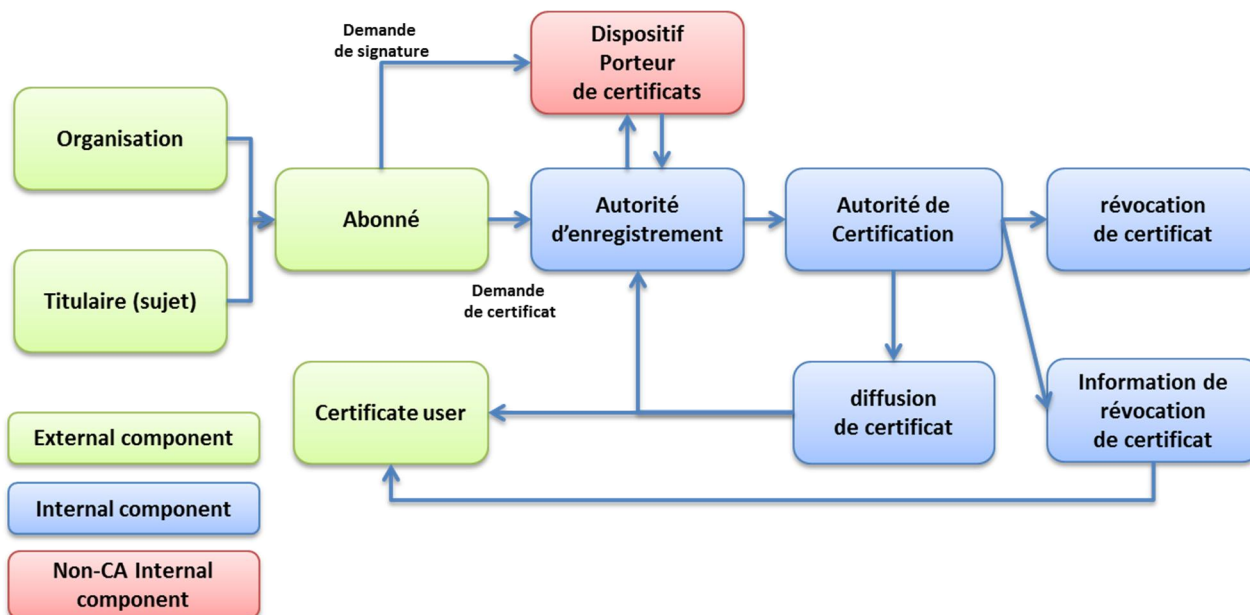 Demande
de signature
Dispositif
Porteur
de certificats
Organisation
Abonné
Autorité
d'enregistrement
Autorité de
Certification
révocation
de certificat
Titulaire (sujet)
Demande
de certificat
Certificate user
diffusion
de certificat
Information de
révocation
de certificat
External component
Internal component
Non-CA Internal
component